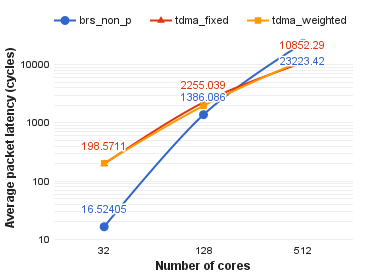 brs_non_p tdma_fixed tdma_weighted
Average packet latency (cycles)
10852.29
23223.42
10000
2255.039
1386.086
1000
198.5711
100
16.52405
10
32 128 512
Number of cores